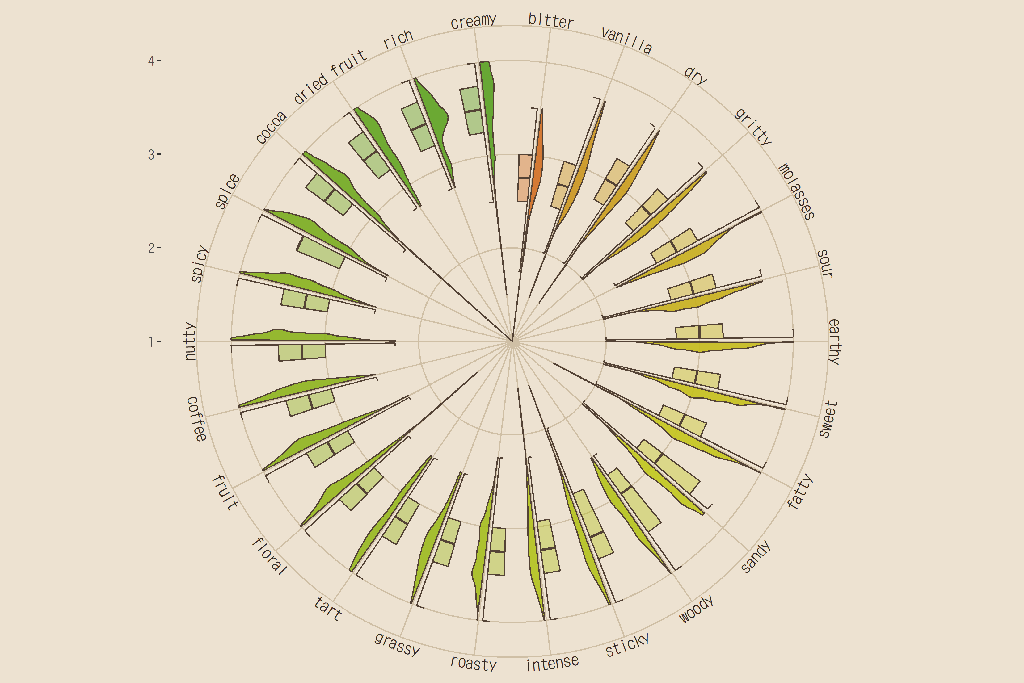 creamy
bitter
vanilla
dry
gritty
molasses
sour
earthy
sweet
fatty
sandy
woody
sticky
intense
roasty
grassy
tart
floral
fruit
coffee
nutty
spicy
spice
cocoa
dried fruit
rich
4-
3-
2-
1-